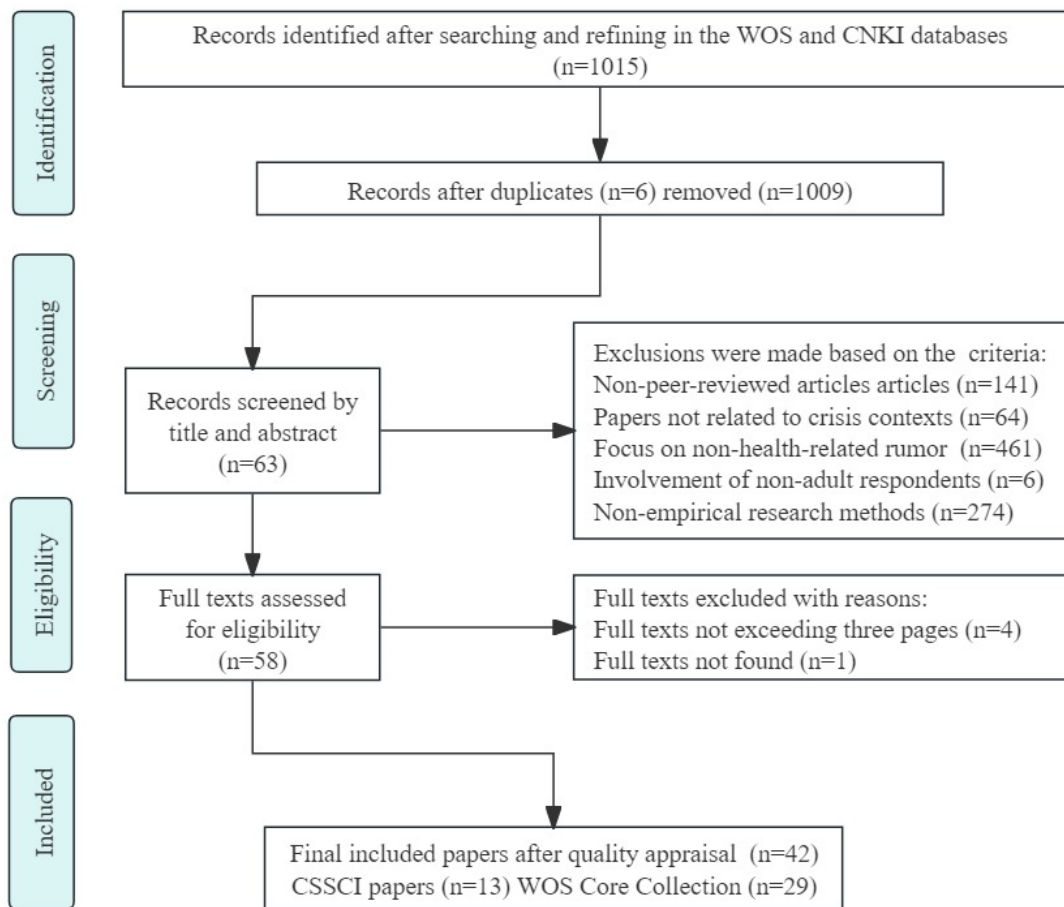 Identification
Records identified after searching and refining in the WOS and CNKI databases
(n=1015)
Records after duplicates (n=6) removed (n=1009)
Screening
Records screened by
title and abstract
(n=63)
Exclusions were made based on the criteria:
Non-peer-reviewed articles articles (n=141)
Papers not related to crisis contexts (n=64)
Focus on non-health-related rumor (n=461)
Involvement of non-adult respondents (n=6)
Non-empirical research methods (n=274)
Eligibility
Full texts assessed
for eligibility
(n=58)
Full texts excluded with reasons:
Full texts not exceeding three pages (n=4)
Full texts not found (n=1)
Included
Final included papers after quality appraisal (n=42)
CSSCI papers (n=13) WOS Core Collection (n=29)